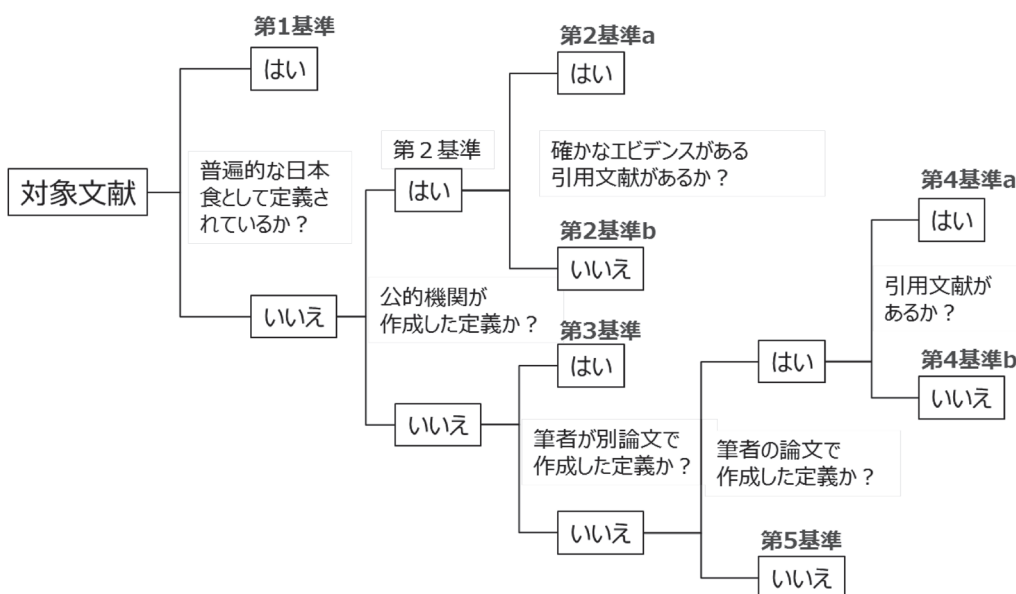 第1基準
はい
対象文献
普遍的な日本
食として定義さ
れているか？
いいえ
第２基準
はい
公的機関が
作成した定義か？
いいえ
第2基準a
はい
確かなエビデンスがある
引用文献があるか？
第2基準b
いいえ
第3基準
はい
筆者が別論文で
作成した定義か？
いいえ
はい
筆者の論文で
作成した定義か？
第5基準
いいえ
第4基準a
はい
引用文献が
あるか？
第4基準b
いいえ